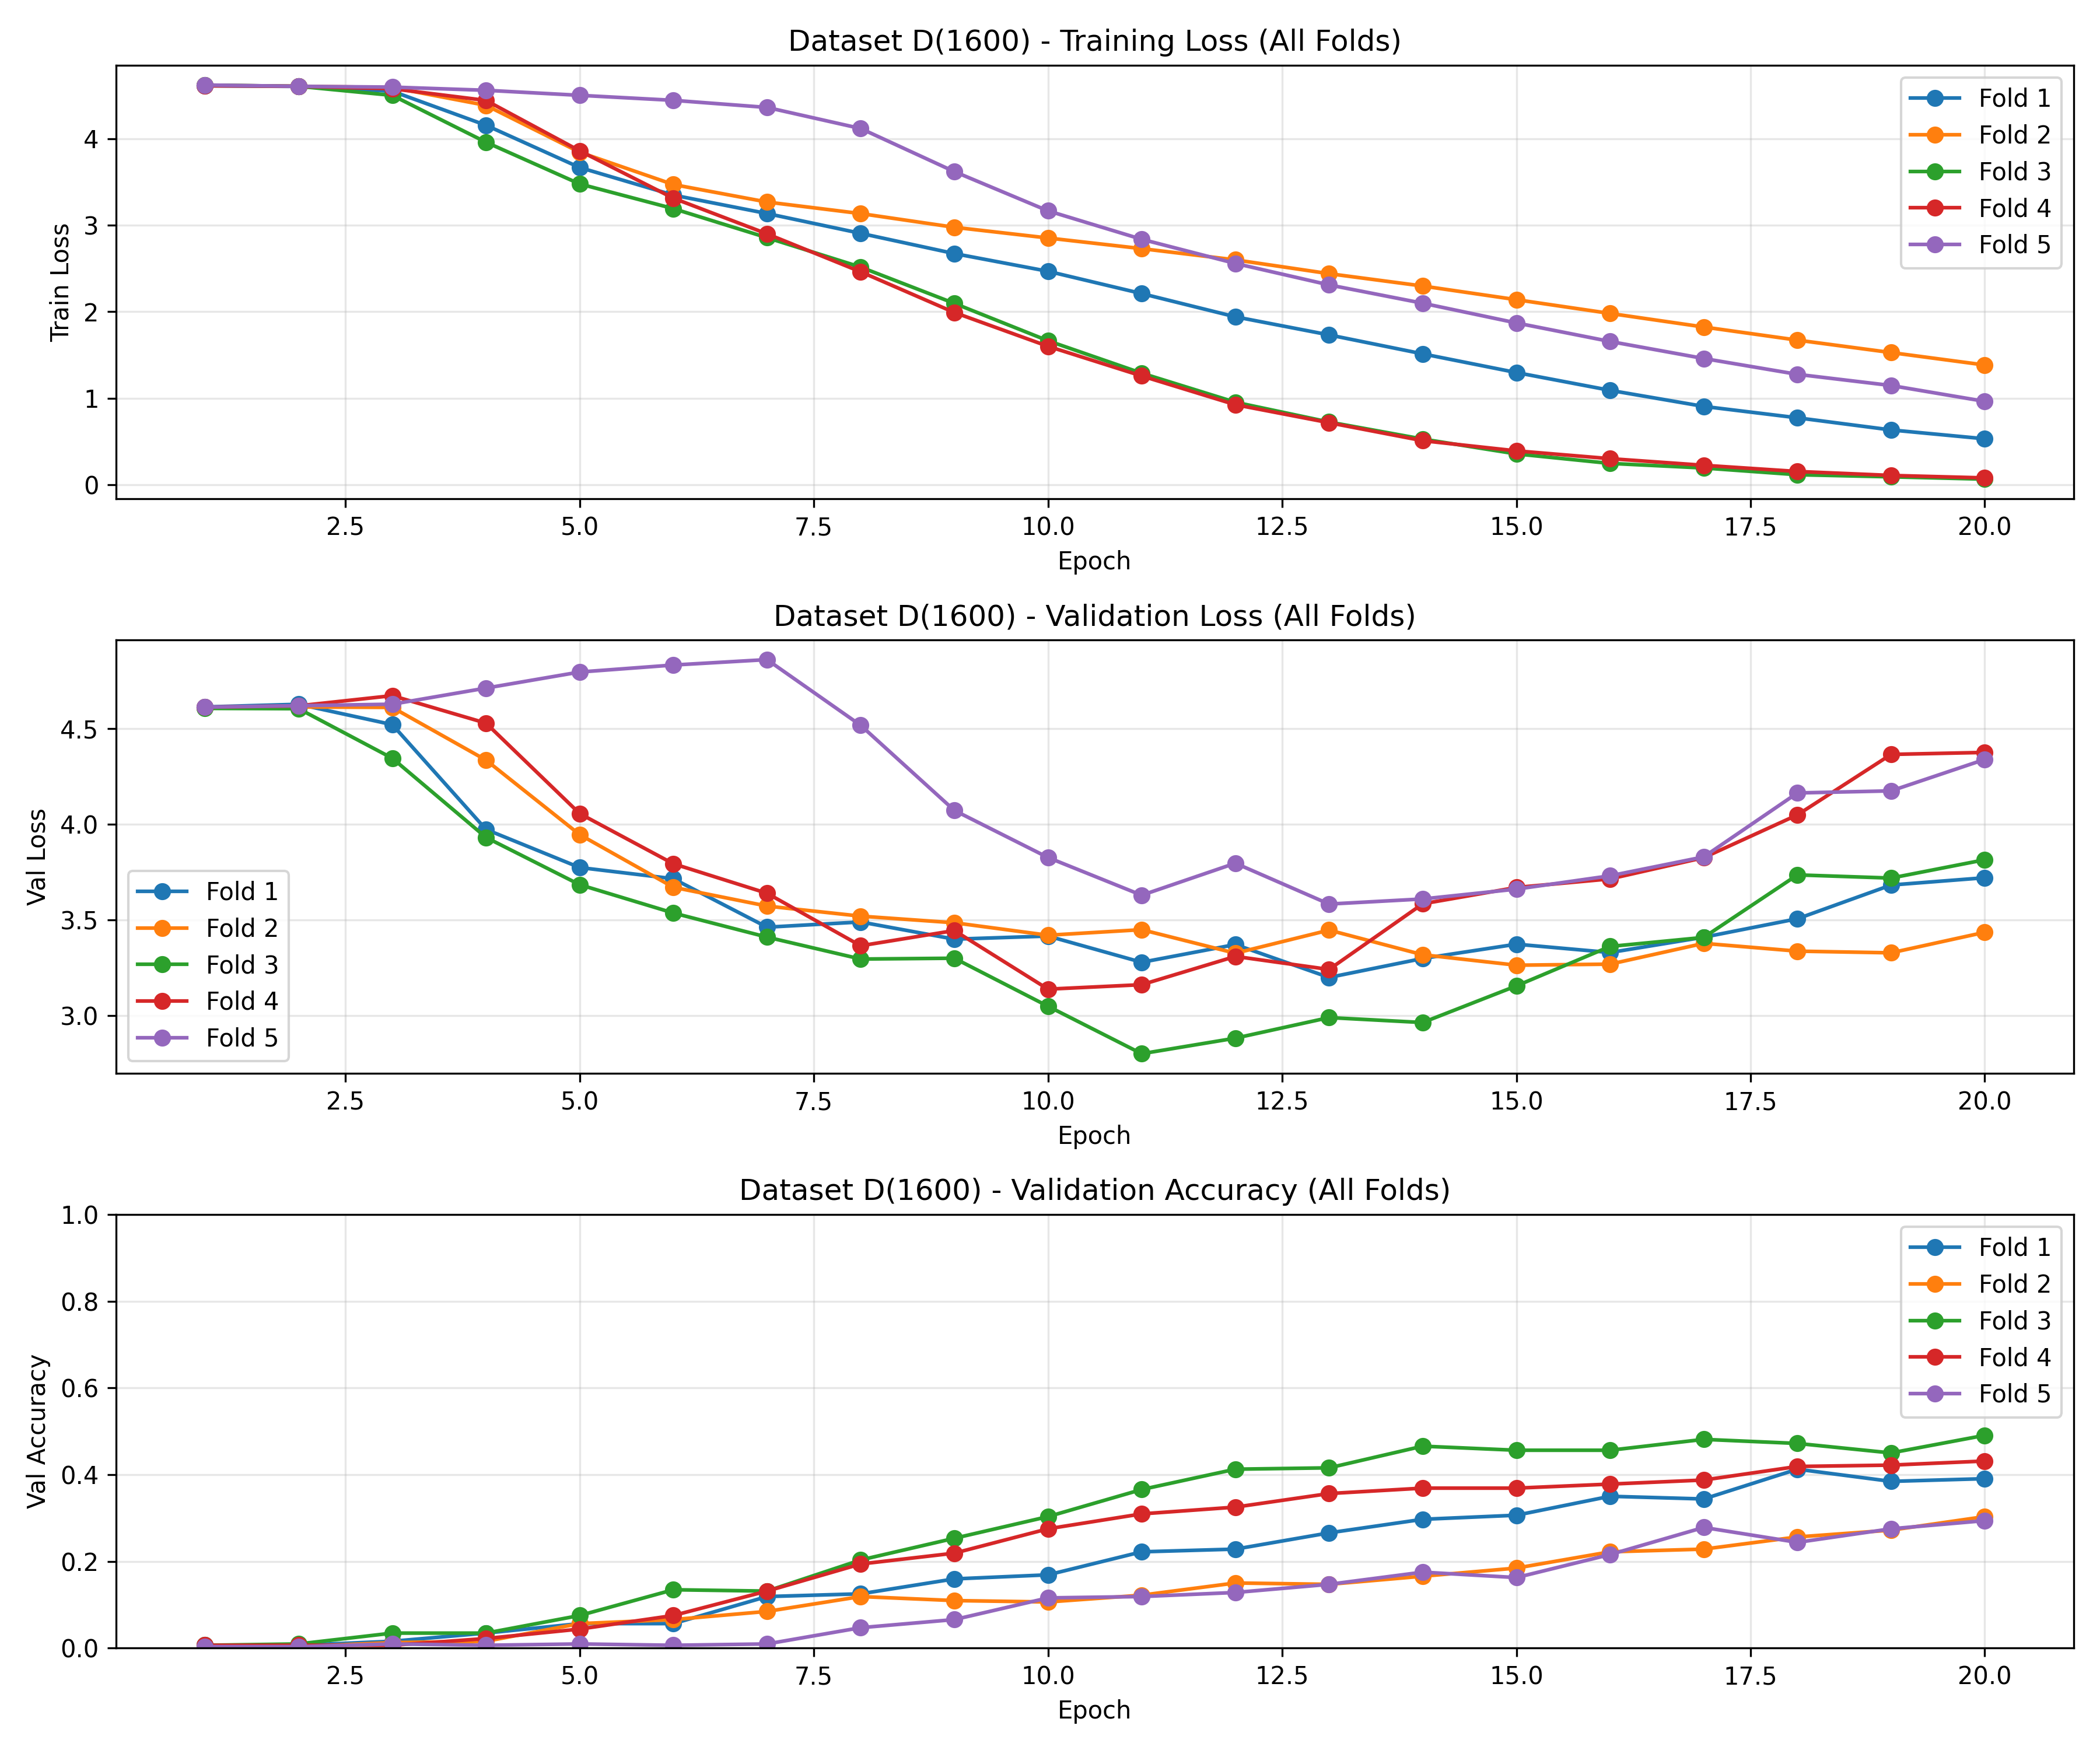 Dataset D(1600) - Training Loss (All Folds)
Train Loss
4
3
2
1
0
Fold 1
Fold 2
Fold 3
Fold 4
Fold 5
2.5 5.0 7.5 10.0 12.5 15.0 17.5 20.0
Epoch
Dataset D(1600) - Validation Loss (All Folds)
Val Loss
4.5
4.0
3.5
3.0
Fold 1
Fold 2
Fold 3
Fold 4
Fold 5
2.5 5.0 7.5 10.0 12.5 15.0 17.5 20.0
Epoch
Dataset D(1600) - Validation Accuracy (All Folds)
Val Accuracy
1.0
0.8
0.6
0.4
0.2
0.0
Fold 1
Fold 2
Fold 3
Fold 4
Fold 5
2.5 5.0 7.5 10.0 12.5 15.0 17.5 20.0
Epoch